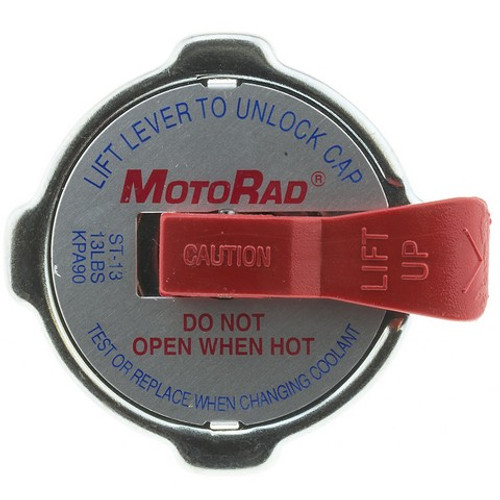 LIFT LEVER TO UNLOCK CAP
MOTORAD®
ST-13
13LBS
KPA90
CAUTION
LIFT
UP
DO NOT
OPEN WHEN HOT
TEST OR REPLACE WHEN CHANGING COOLANT